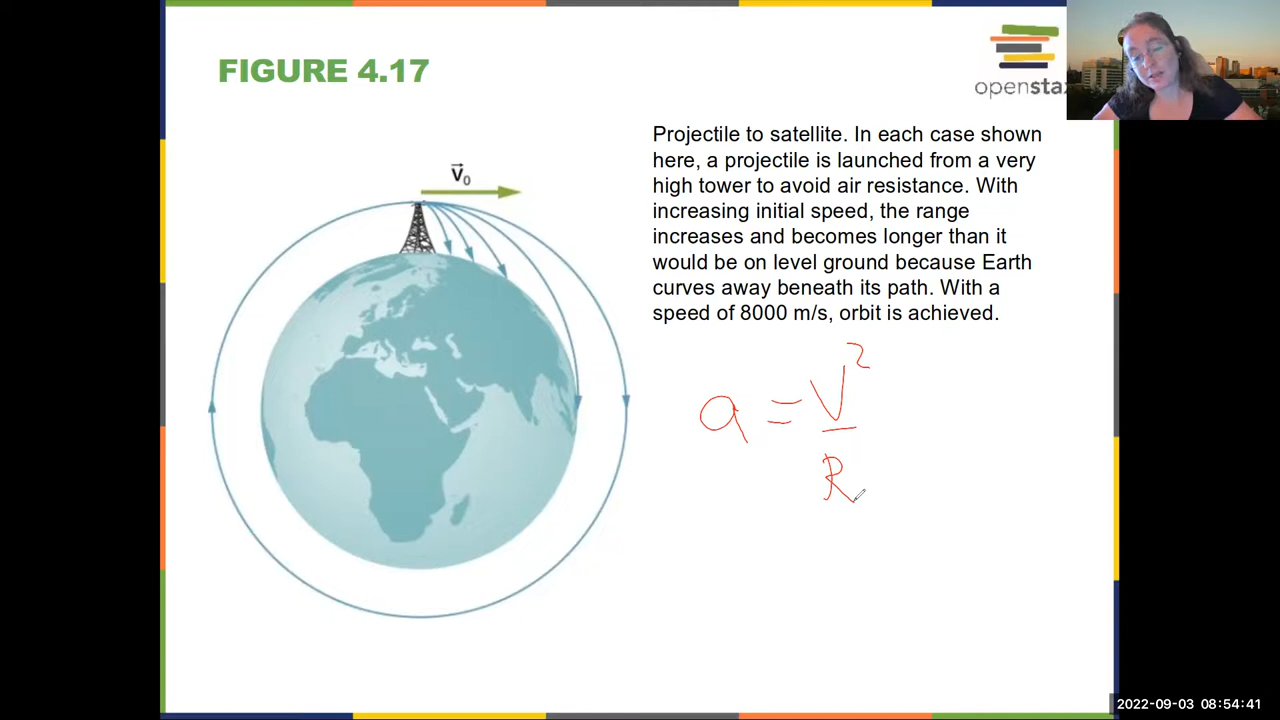 FIGURE 4.17
openstax
Projectile to satellite. In each case shown
here, a projectile is launched from a very
high tower to avoid air resistance. With
increasing initial speed, the range
increases and becomes longer than it
would be on level ground because Earth
curves away beneath its path. With a
speed of 8000 m/s, orbit is achieved.
v⃗₀
a = V²/R
2022-09-03 08:54:41